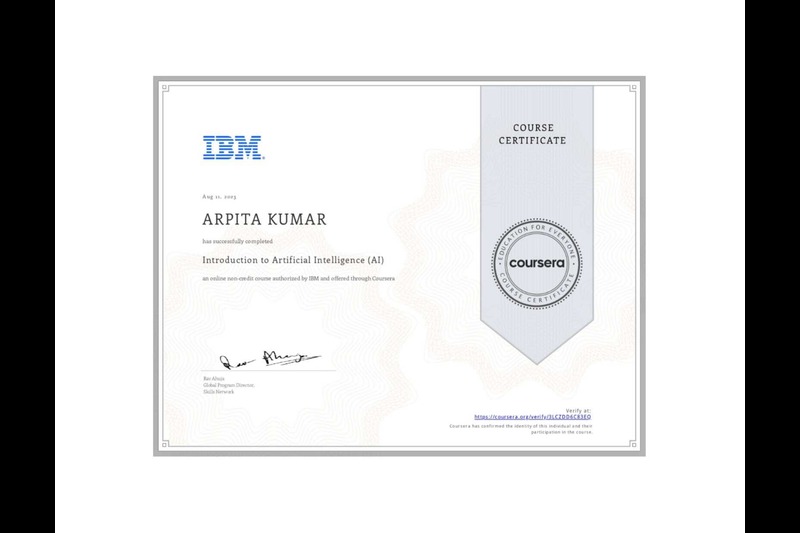 IBM
COURSE
CERTIFICATE
Aug 11, 2023
ARPITA KUMAR
has successfully completed
Introduction to Artificial Intelligence (AI)
an online non-credit course authorized by IBM and offered through Coursera
EDUCATION FOR EVERYONE
coursera
COURSE CERTIFICATE
Rav Ahuja
Global Program Director,
Skills Network
Verify at:
https://coursera.org/verify/3LCZDD6C83EQ
Coursera has confirmed the identity of this individual and their
participation in the course.